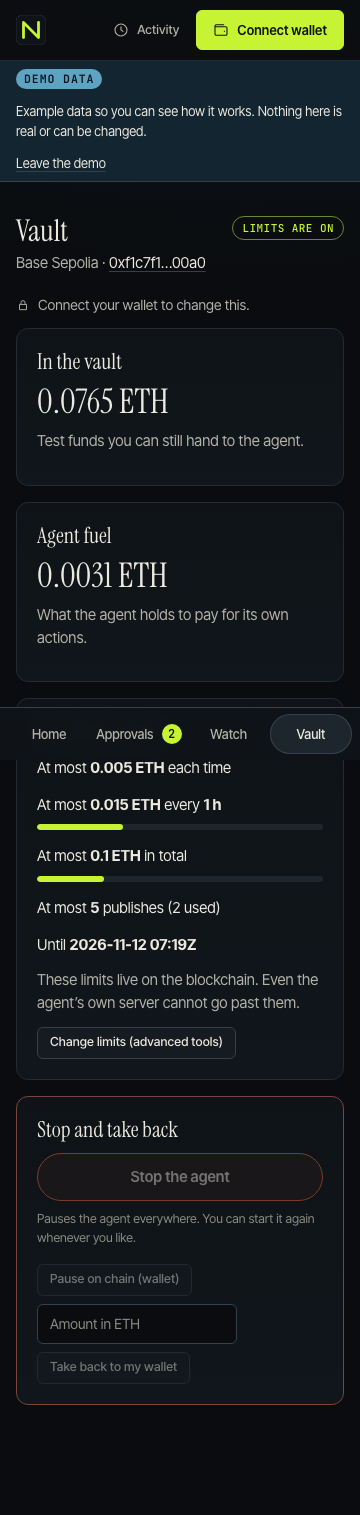 N
Activity
Connect wallet
DEMO DATA
Example data so you can see how it works. Nothing here is
real or can be changed.
Leave the demo
Vault
LIMITS ARE ON
Base Sepolia · 0xf1c7f1…00a0
Connect your wallet to change this.
In the vault
0.0765 ETH
Test funds you can still hand to the agent.
Agent fuel
0.0031 ETH
What the agent holds to pay for its own
actions.
Home
Approvals 2
Watch
Vault
At most 0.005 ETH each time
At most 0.015 ETH every 1 h
At most 0.1 ETH in total
At most 5 publishes (2 used)
Until 2026-11-12 07:19Z
These limits live on the blockchain. Even the
agent’s own server cannot go past them.
Change limits (advanced tools)
Stop and take back
Stop the agent
Pauses the agent everywhere. You can start it again
whenever you like.
Pause on chain (wallet)
Amount in ETH
Take back to my wallet